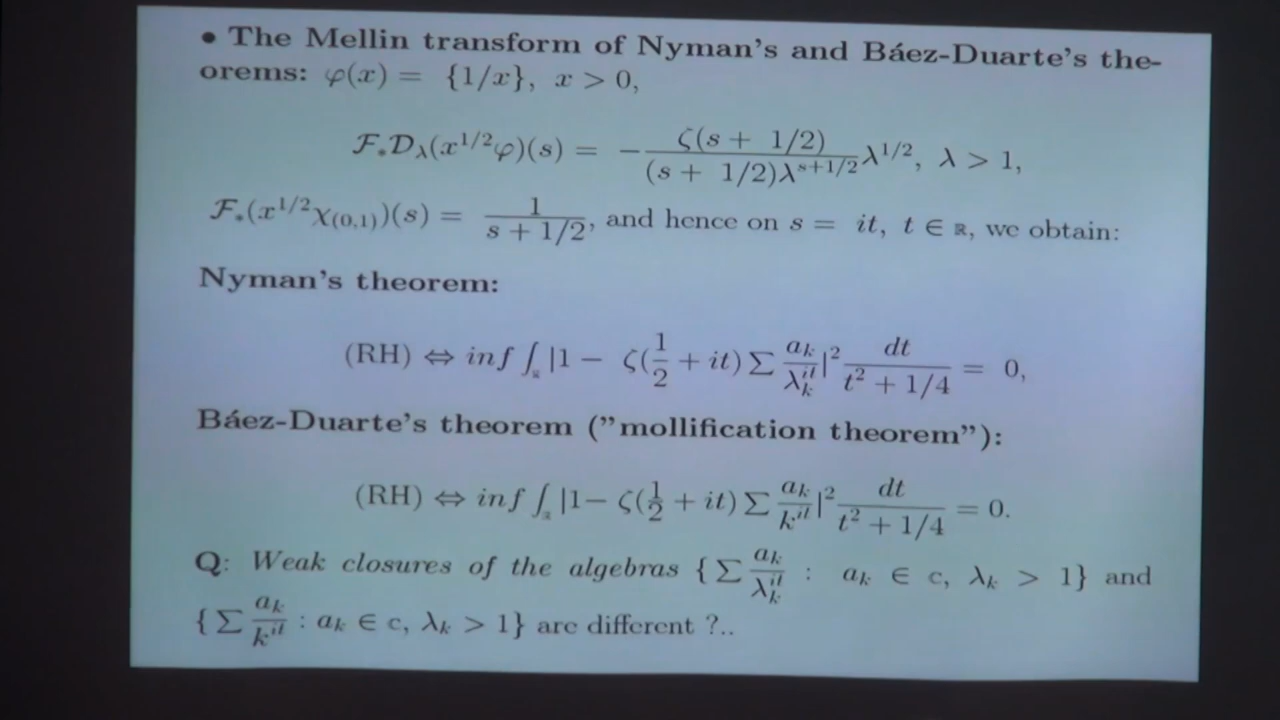 • The Mellin transform of Nyman's and Báez-Duarte's the-
orems: φ(x) = {1/x}, x > 0,
𝓕*𝓓_λ(x^{1/2}φ)(s) = − ζ(s + 1/2) / ((s + 1/2)λ^{s+1/2}) λ^{1/2}, λ > 1,
𝓕*(x^{1/2}χ_{(0,1)})(s) = 1 / (s + 1/2), and hence on s = it, t ∈ ℝ, we obtain:
Nyman's theorem:
(RH) ⇔ inf ∫_ℝ |1 − ζ(1/2 + it) ∑ a_k/λ_k^{it}|² dt/(t² + 1/4) = 0,
Báez-Duarte's theorem ("mollification theorem"):
(RH) ⇔ inf ∫_ℝ |1− ζ(1/2 + it) ∑ a_k/k^{it}|² dt/(t² + 1/4) = 0.
Q: Weak closures of the algebras {∑ a_k/λ_k^{it} : a_k ∈ c, λ_k > 1} and
{∑ a_k/k^{it} : a_k ∈ c, λ_k > 1} are different ?..